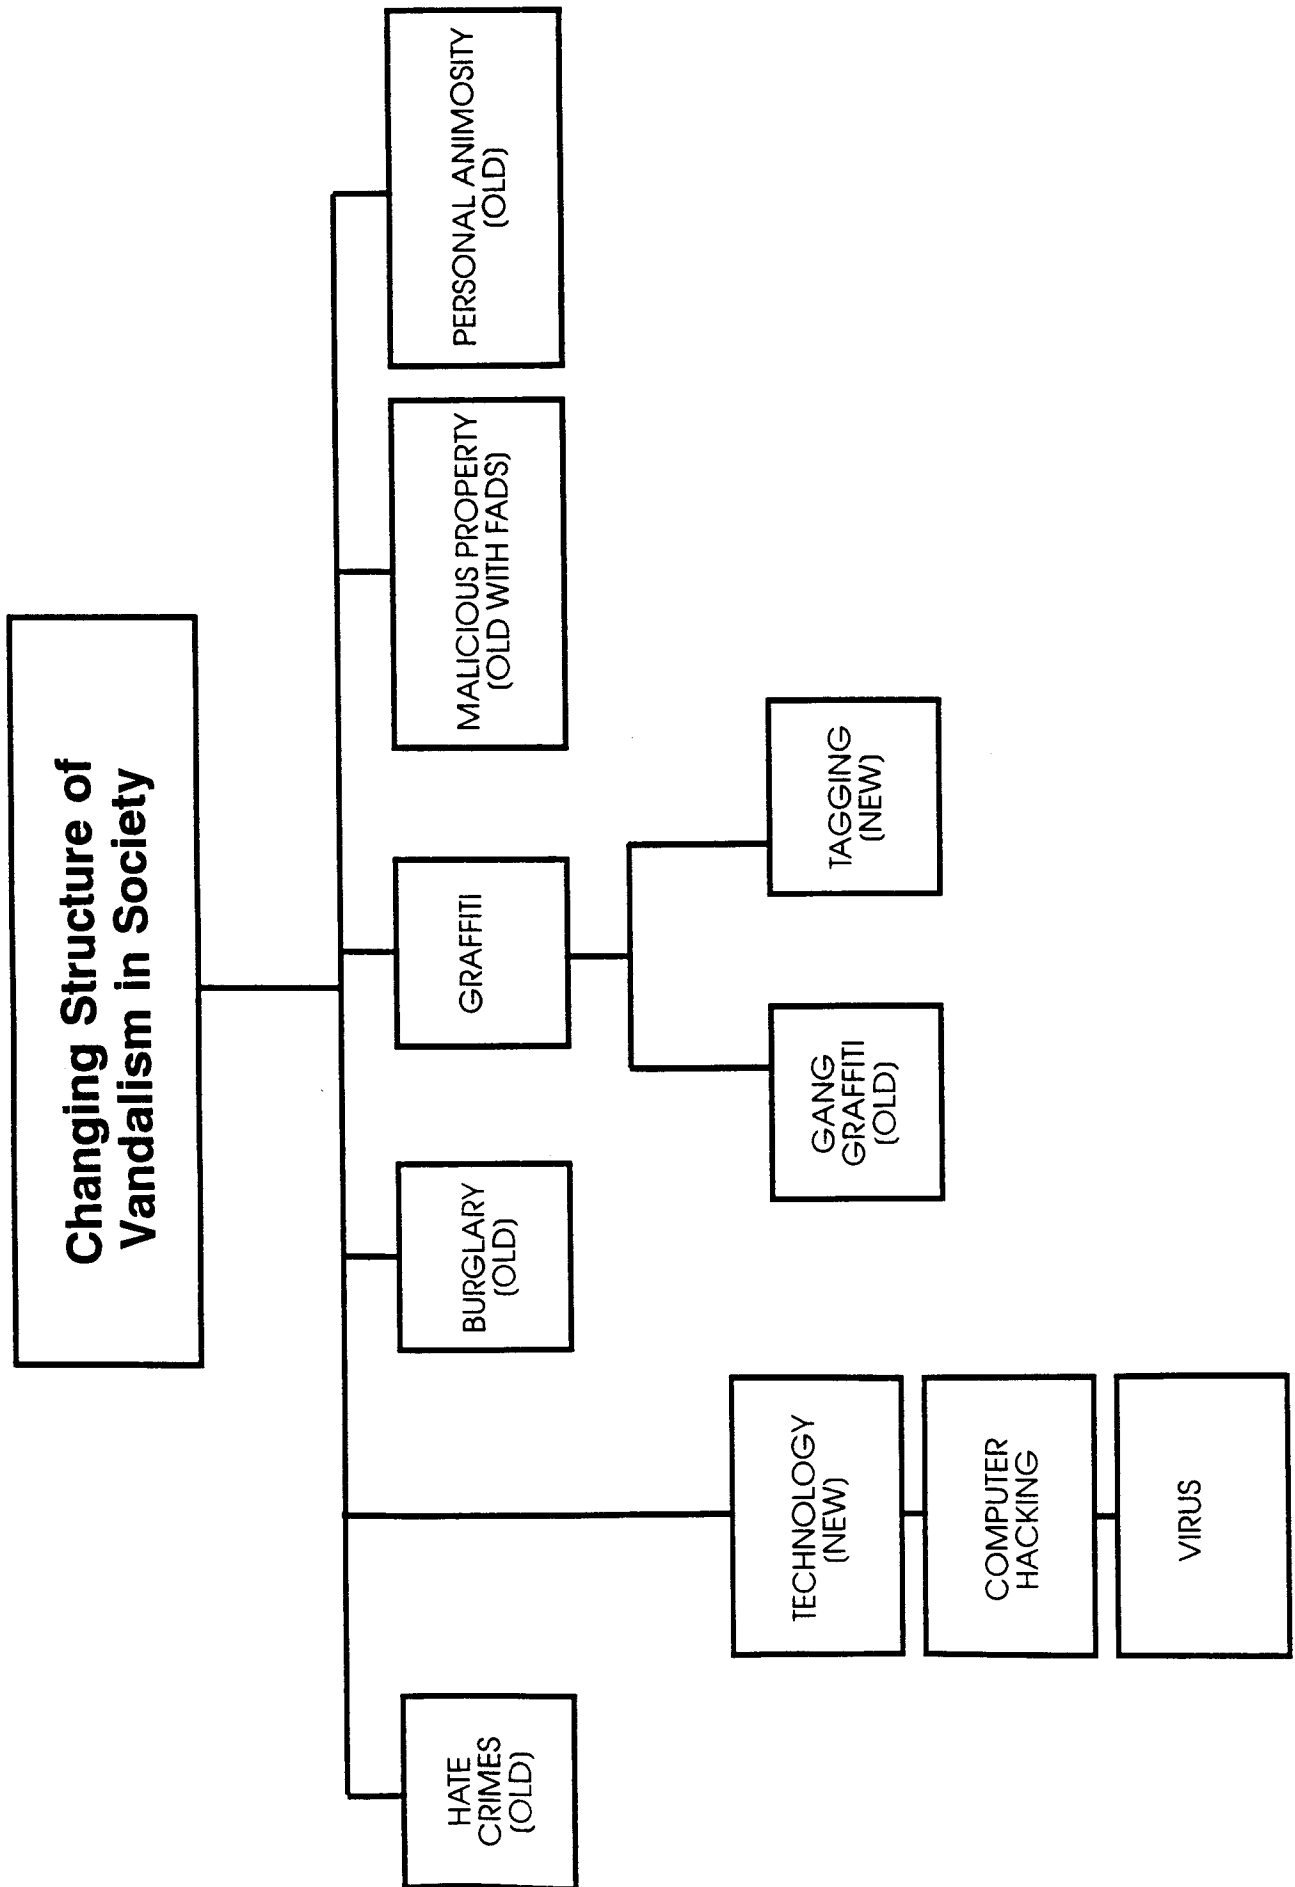 Changing Structure of
Vandalism in Society
HATE
CRIMES
(OLD)
TECHNOLOGY
(NEW)
COMPUTER
HACKING
VIRUS
BURGLARY
(OLD)
GRAFFITI
GANG
GRAFFITI
(OLD)
TAGGING
(NEW)
MALICIOUS PROPERTY
(OLD WITH FADS)
PERSONAL ANIMOSITY
(OLD)